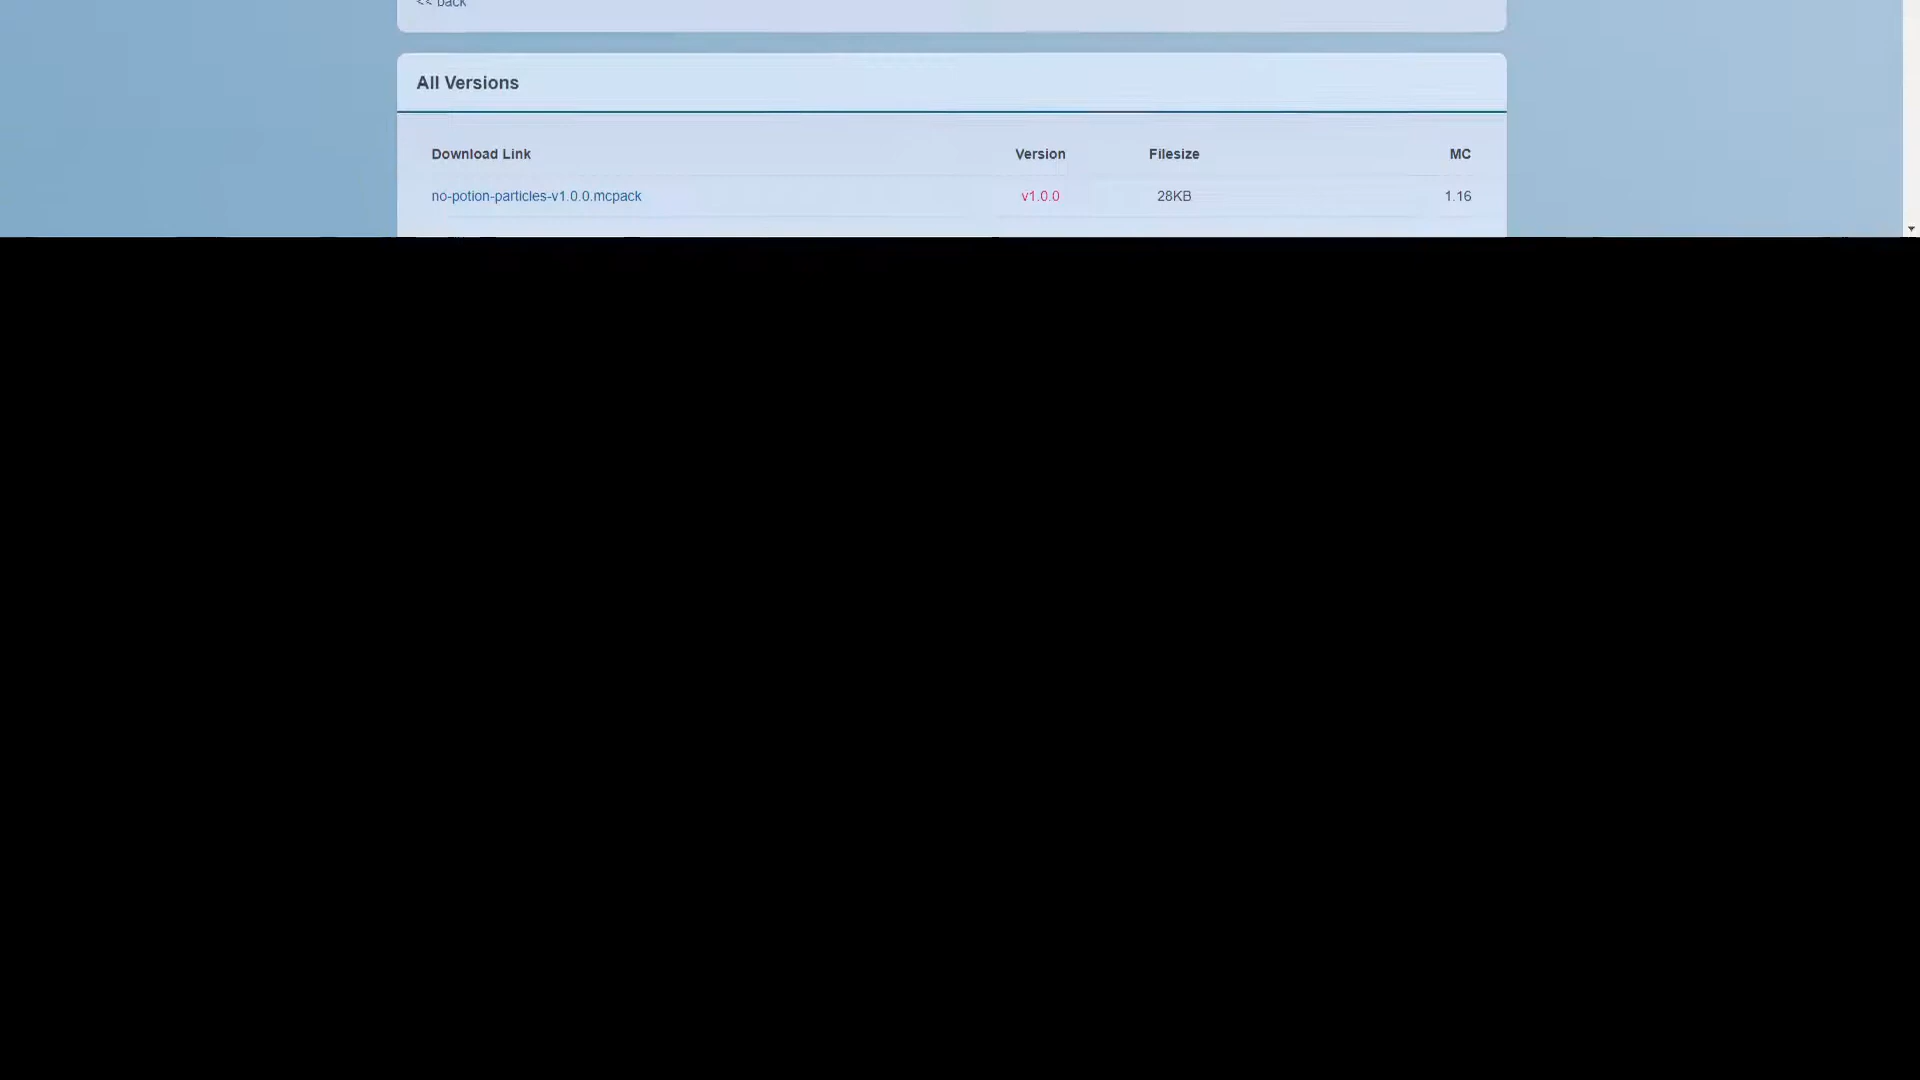 << back
All Versions
Download Link Version Filesize MC
no-potion-particles-v1.0.0.mcpack v1.0.0 28KB 1.16